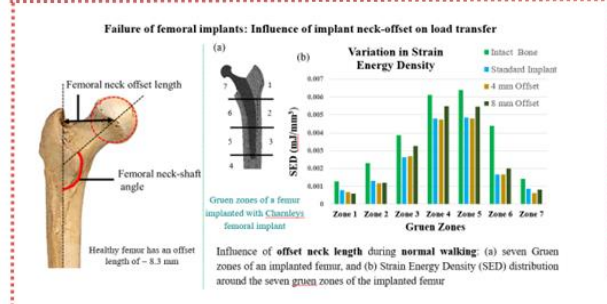 Failure of femoral implants: Influence of implant neck-offset on load transfer
Femoral neck offset length
Femoral neck-shaft
angle
Healthy femur has an offset
length of ~ 8.3 mm
(a)
7
1
6
2
5
3
4
Gruen zones of a femur
implanted with Charnleys
femoral implant
(b)
Variation in Strain
Energy Density
Intact Bone
Standard Implant
4 mm Offset
8 mm Offset
SED (mJ/mm³)
0.007
0.006
0.005
0.004
0.003
0.002
0.001
0
Zone 1 Zone 2 Zone 3 Zone 4 Zone 5 Zone 6 Zone 7
Gruen Zones
Influence of offset neck length during normal walking: (a) seven Gruen
zones of an implanted femur, and (b) Strain Energy Density (SED) distribution
around the seven gruen zones of the implanted femur